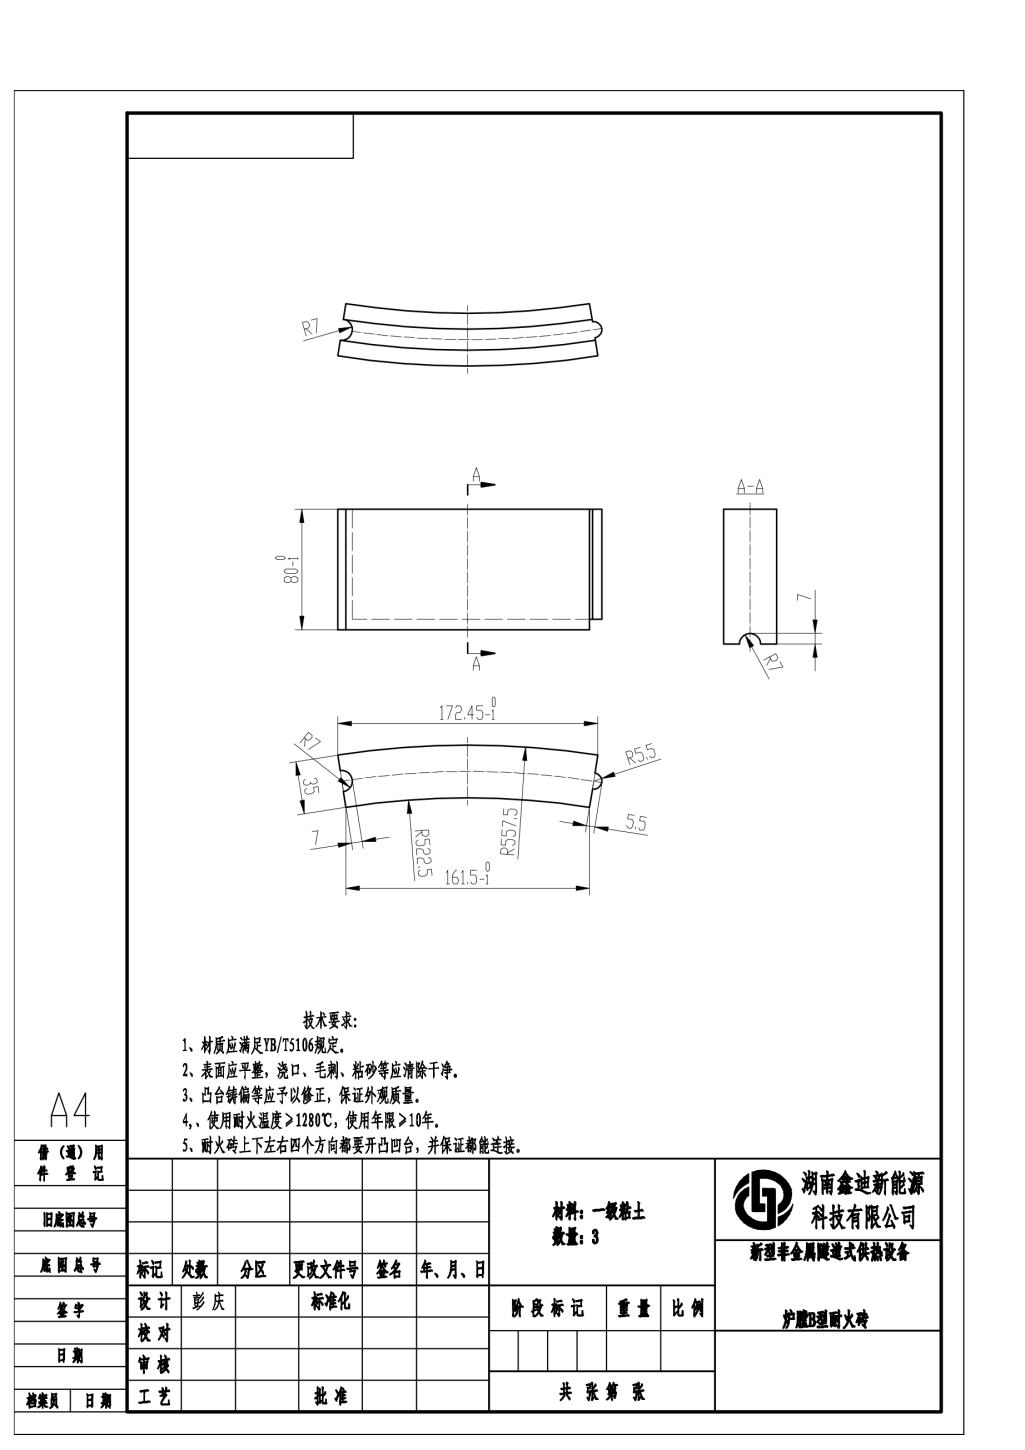 R7
A
A-A
80-1 0
7
R7
A
172.45-1 0
R7
R5.5
35
7
R522.5
R557.5
5.5
161.5-1 0
技术要求：
1、材质应满足YB/T5106规定。
2、表面应平整，浇口、毛刺、粘砂等应清除干净。
3、凸台铸偏等应予以修正，保证外观质量。
4，、使用耐火温度≥1280℃，使用年限≥10年。
5、耐火砖上下左右四个方向都要开凸凹台，并保证都能连接。
A4
借（通）用
件 登 记
旧底图总号
底 图 总 号
签 字
日 期
档案员 日 期
标记 处数 分区 更改文件号 签名 年、月、日
设 计 彭 庆 标准化
校 对
审 核
工 艺 批 准
材料：一级粘土
数量：3
阶 段 标 记 重 量 比 例
共 张 第 张
湖南鑫迪新能源
科技有限公司
新型非金属隧道式供热设备
炉膛B型耐火砖